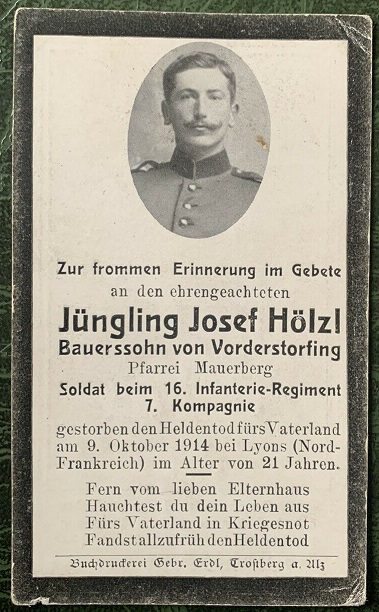 Zur frommen Erinnerung im Gebete
an den ehrengeachteten
Jüngling Josef Hölzl
Bauerssohn von Vorderstorfing
Pfarrei Mauerberg
Soldat beim 16. Infanterie-Regiment
7. Kompagnie
gestorben den Heldentod fürs Vaterland
am 9. Oktober 1914 bei Lyons (Nord-
Frankreich) im Alter von 21 Jahren.
Fern vom lieben Elternhaus
Hauchtest du dein Leben aus
Fürs Vaterland in Kriegesnot
Fandst allzufrüh den Heldentod
Buchdruckerei Gebr. Erdl, Trostberg a. Alz